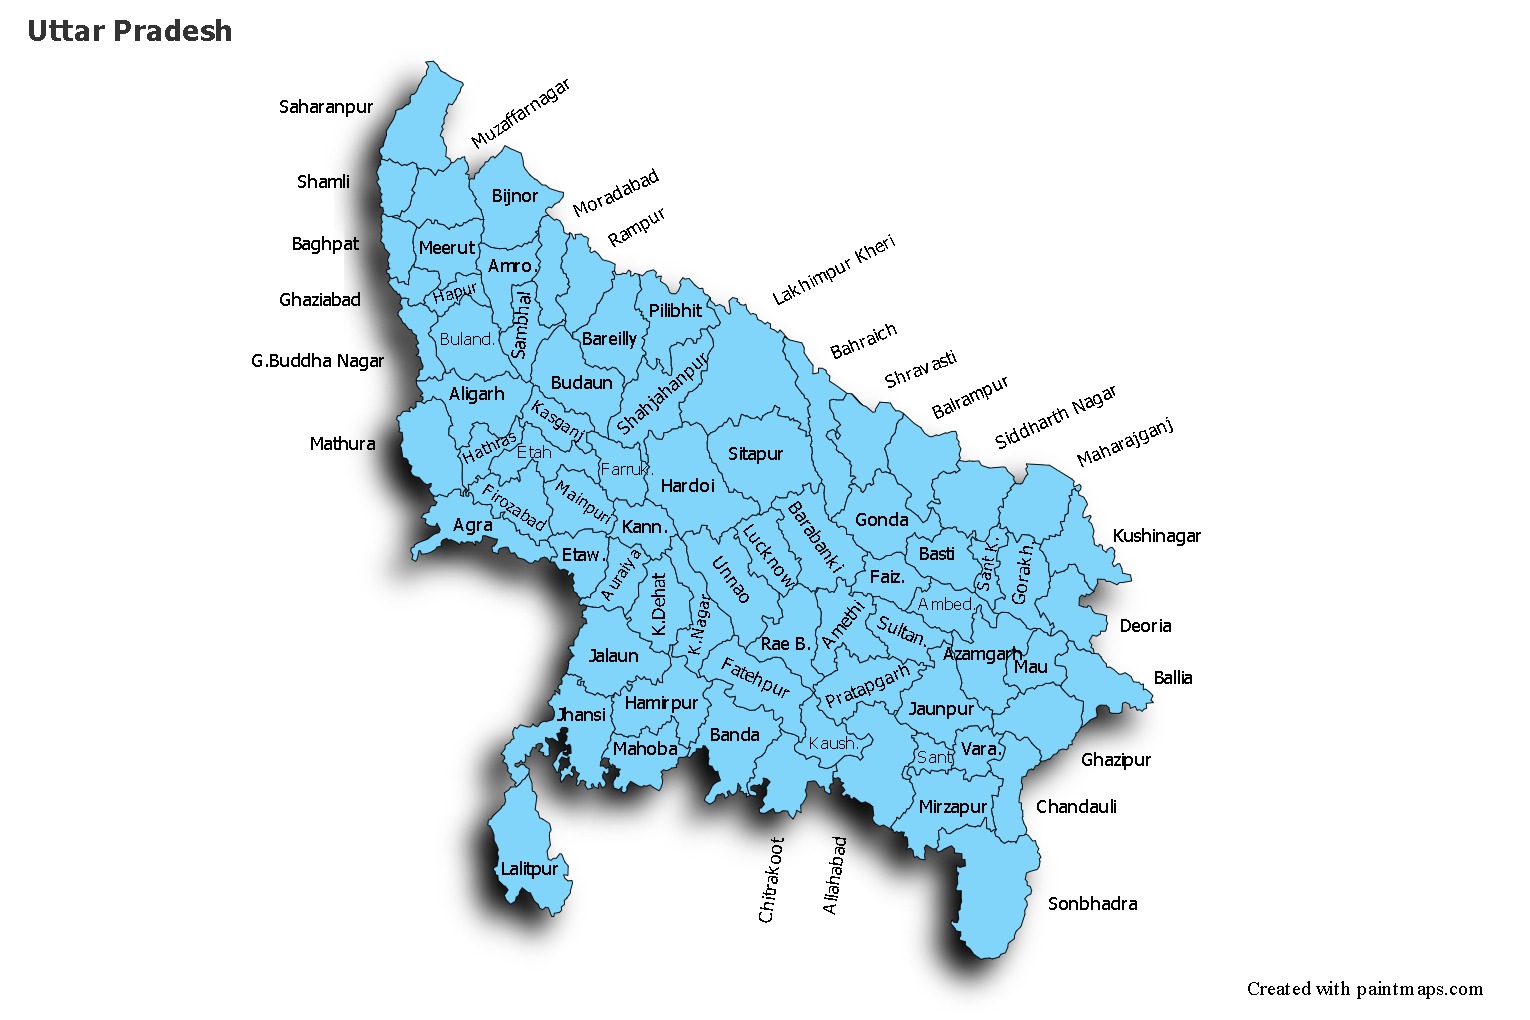 Uttar Pradesh
Saharanpur
Muzaffarnagar
Shamli
Bijnor
Moradabad
Rampur
Baghpat
Meerut
Amro.
Lakhimpur Kheri
Ghaziabad
Hapur
Sambhal
Pilibhit
Buland.
Bareilly
Bahraich
G.Buddha Nagar
Shravasti
Budaun
Shahjahanpur
Aligarh
Balrampur
Kasganj
Siddharth Nagar
Maharajganj
Mathura
Hathras
Etah
Farruk.
Sitapur
Hardoi
Firozabad
Mainpuri
Agra
Kann.
Barabanki
Gonda
Kushinagar
Etaw.
Auraiya
Lucknow
Unnao
Basti
Sant K.
Gorakh.
Faiz.
K.Dehat
K.Nagar
Ambed.
Amethi
Sultan.
Deoria
Rae B.
Jalaun
Azamgarh
Mau
Ballia
Fatehpur
Pratapgarh
Hamirpur
Jhansi
Jaunpur
Banda
Mahoba
Kaush.
Sant
Vara.
Ghazipur
Mirzapur
Chandauli
Lalitpur
Chitrakoot
Allahabad
Sonbhadra
Created with paintmaps.com